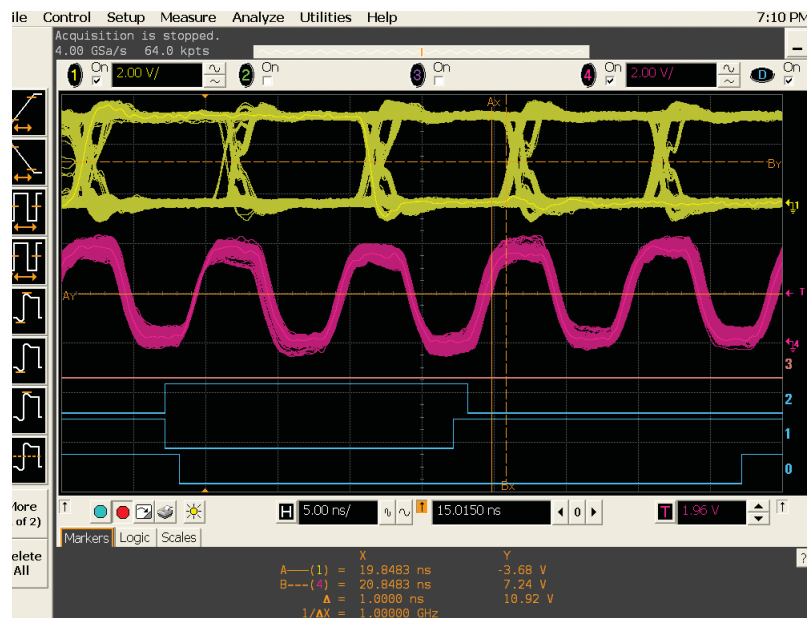 ile Control Setup Measure Analyze Utilities Help 7:10 PM
Acquisition is stopped.
4.00 GSa/s 64.0 kpts
1 On 2.00 V/ 2 On 3 On 4 On 2.00 V/ D On
Ax
By
1
Ay
T
4
3
2
1
0
Bx
More
of 2)
elete
All
H 5.00 ns/ 15.0150 ns 0 T 1.96 V
Markers Logic Scales
?
X Y
A——(1) = 19.8483 ns -3.68 V
B---(4) = 20.8483 ns 7.24 V
Δ = 1.0000 ns 10.92 V
1/ΔX = 1.00000 GHz